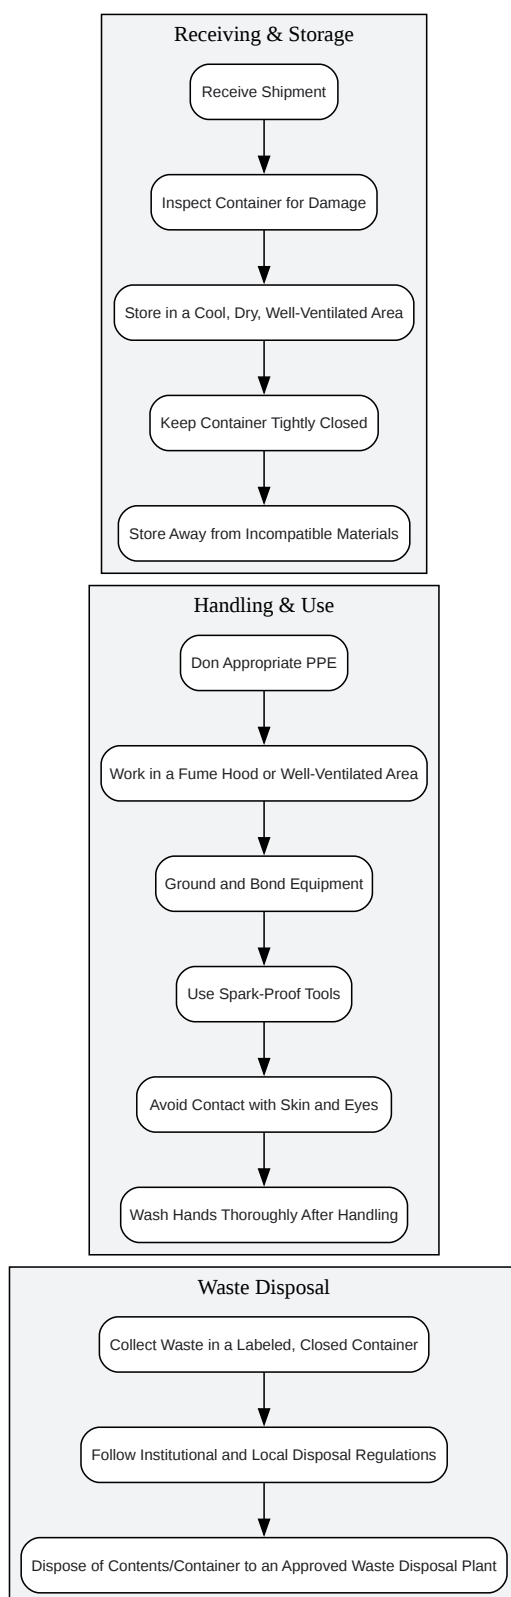 Receiving & Storage
Receive Shipment
Inspect Container for Damage
Store in a Cool, Dry, Well-Ventilated Area
Keep Container Tightly Closed
Store Away from Incompatible Materials
Handling & Use
Don Appropriate PPE
Work in a Fume Hood or Well-Ventilated Area
Ground and Bond Equipment
Use Spark-Proof Tools
Avoid Contact with Skin and Eyes
Wash Hands Thoroughly After Handling
Waste Disposal
Collect Waste in a Labeled, Closed Container
Follow Institutional and Local Disposal Regulations
Dispose of Contents/Container to an Approved Waste Disposal Plant